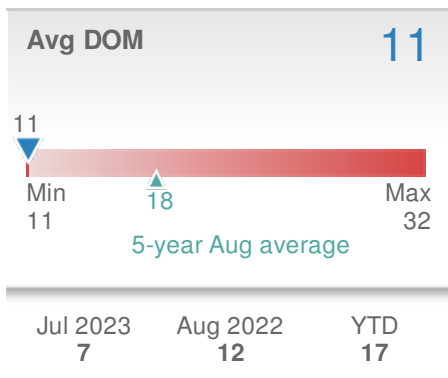 Avg DOM 11
11
Min 18 Max
11 32
5-year Aug average
Jul 2023 Aug 2022 YTD
7 12 17